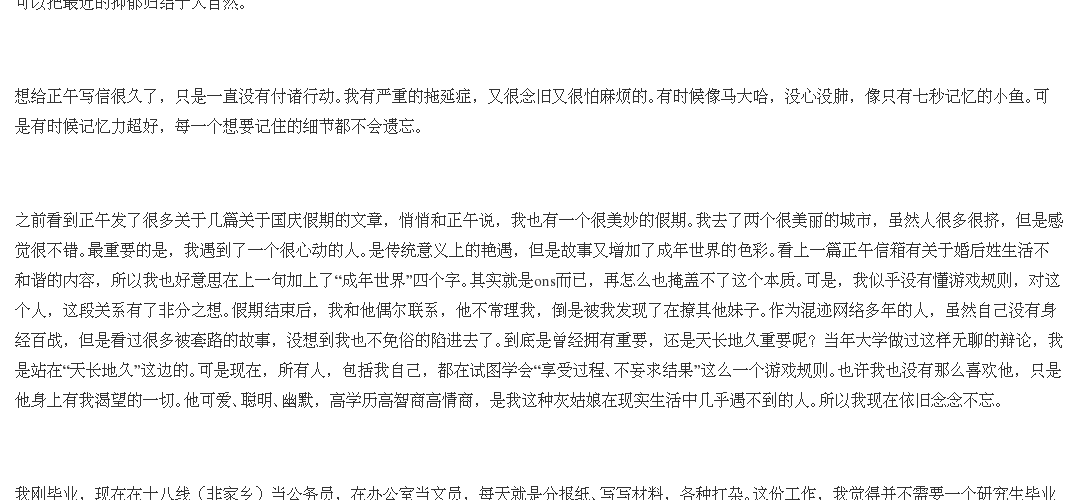 可以把最近的抑郁归结于大自然。
想给正午写信很久了，只是一直没有付诸行动。我有严重的拖延症，又很念旧又很怕麻烦的。有时候像马大哈，没心没肺，像只有七秒记忆的小鱼。可
是有时候记忆力超好，每一个想要记住的细节都不会遗忘。
之前看到正午发了很多关于几篇关于国庆假期的文章，悄悄和正午说，我也有一个很美妙的假期。我去了两个很美丽的城市，虽然人很多很挤，但是感
觉很不错。最重要的是，我遇到了一个很心动的人。是传统意义上的艳遇，但是故事又增加了成年世界的色彩。看上一篇正午信箱有关于婚后姓生活不
和谐的内容，所以我也好意思在上一句加上了“成年世界”四个字。其实就是ons而已，再怎么也掩盖不了这个本质。可是，我似乎没有懂游戏规则，对这
个人，这段关系有了非分之想。假期结束后，我和他偶尔联系，他不常理我，倒是被我发现了在撩其他妹子。作为混迹网络多年的人，虽然自己没有身
经百战，但是看过很多被套路的故事，没想到我也不免俗的陷进去了。到底是曾经拥有重要，还是天长地久重要呢？当年大学做过这样无聊的辩论，我
是站在“天长地久”这边的。可是现在，所有人，包括我自己，都在试图学会“享受过程、不妄求结果”这么一个游戏规则。也许我也没有那么喜欢他，只是
他身上有我渴望的一切。他可爱、聪明、幽默，高学历高智商高情商，是我这种灰姑娘在现实生活中几乎遇不到的人。所以我现在依旧念念不忘。
我刚毕业，现在在十八线（非家乡）当公务员，在办公室当文员，每天就是分报纸、写写材料，各种打杂。这份工作，我觉得并不需要一个研究生毕业